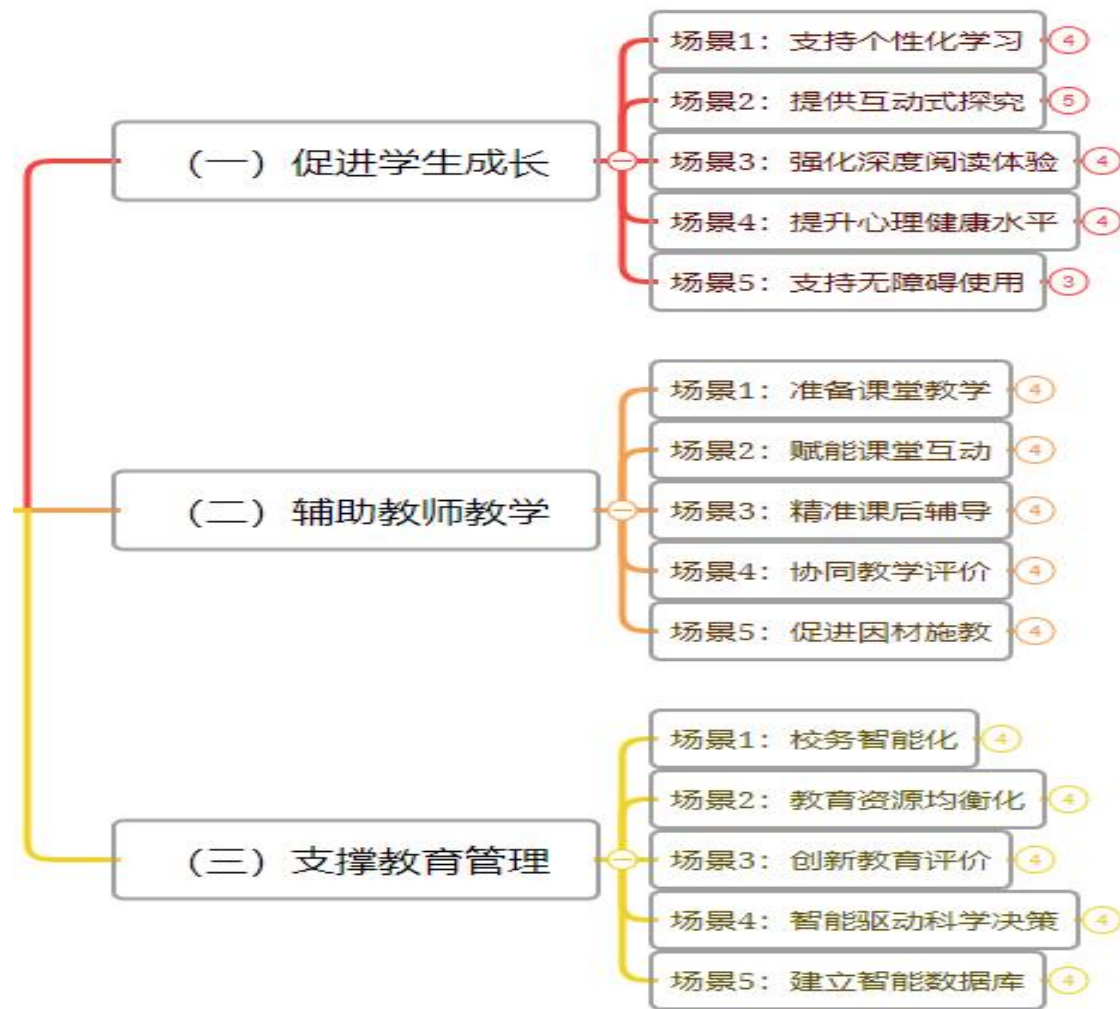 （一）促进学生成长
场景1：支持个性化学习 4
场景2：提供互动式探究 5
场景3：强化深度阅读体验 4
场景4：提升心理健康水平 4
场景5：支持无障碍使用 3
（二）辅助教师教学
场景1：准备课堂教学 4
场景2：赋能课堂互动 4
场景3：精准课后辅导 4
场景4：协同教学评价 4
场景5：促进因材施教 4
（三）支撑教育管理
场景1：校务智能化 4
场景2：教育资源均衡化 4
场景3：创新教育评价 4
场景4：智能驱动科学决策 4
场景5：建立智能数据库 4